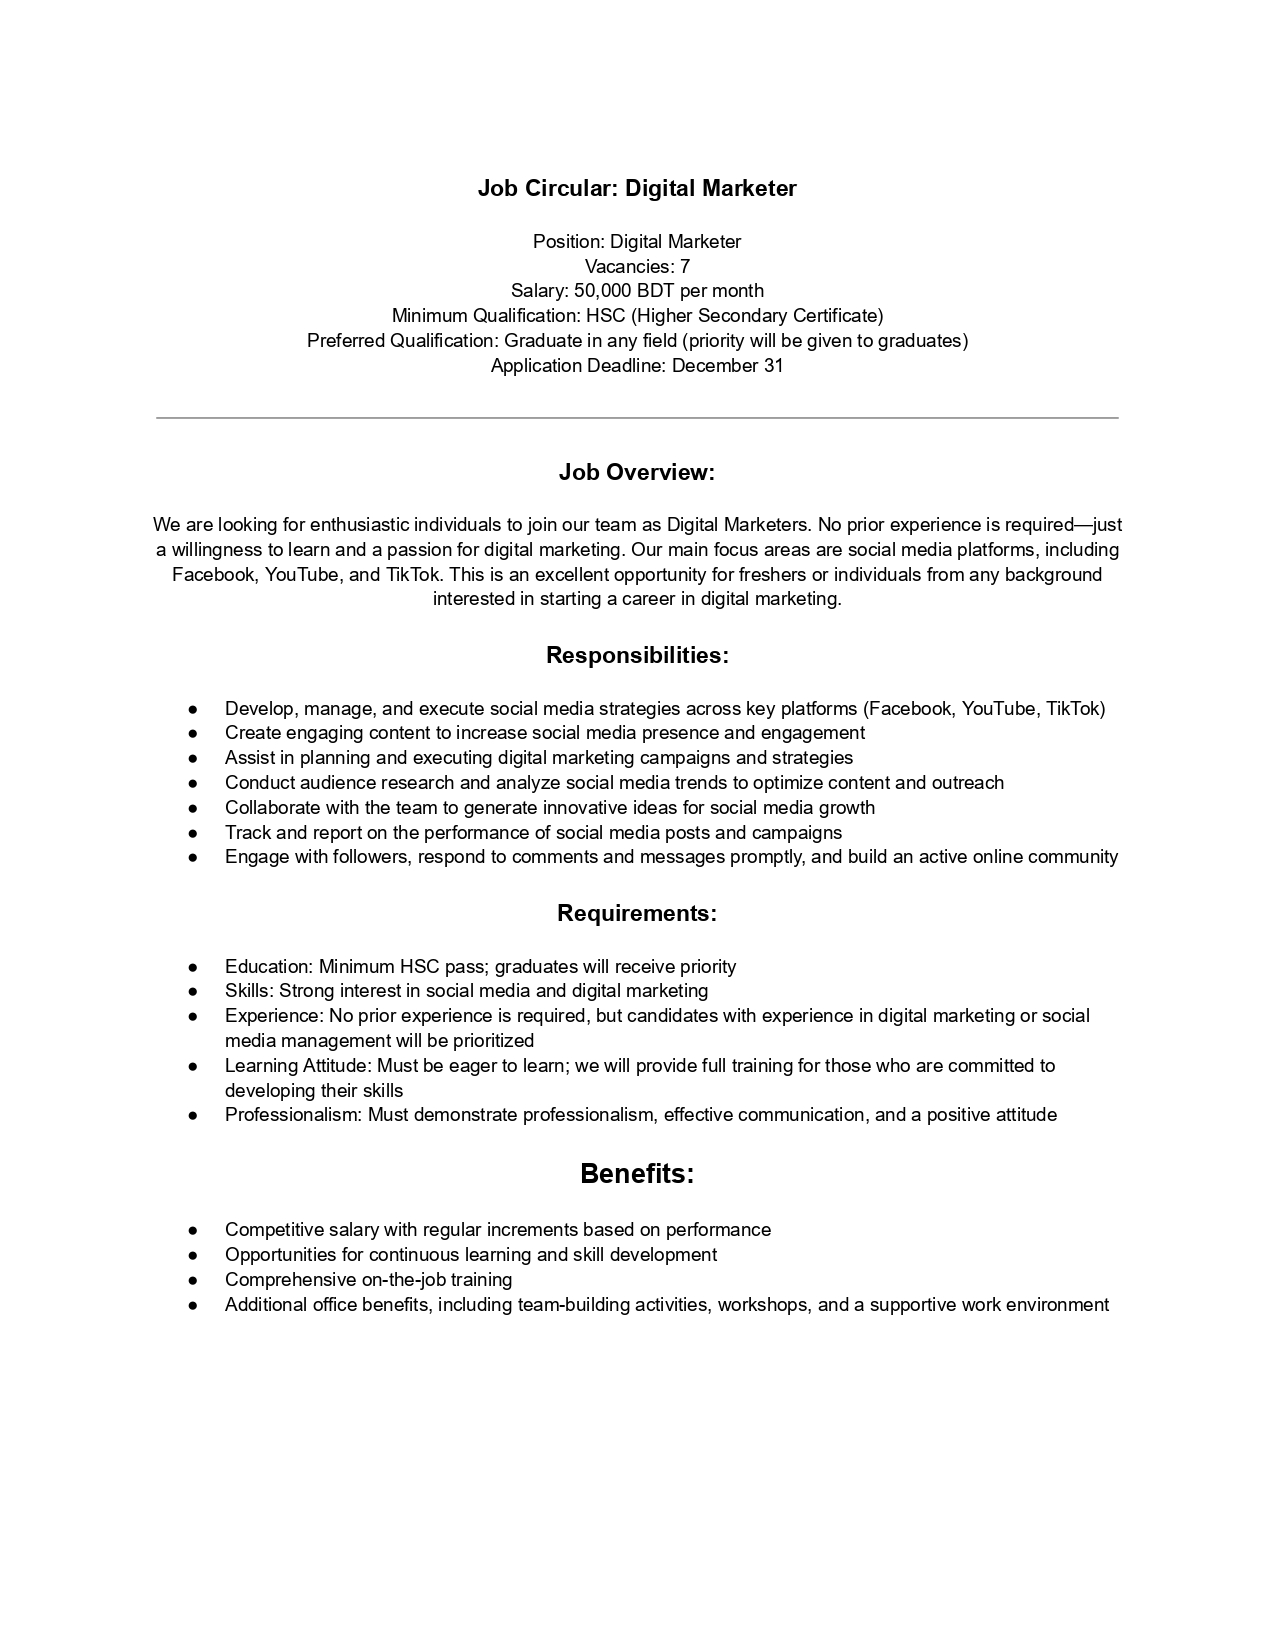 Job Circular: Digital Marketer
Position: Digital Marketer
Vacancies: 7
Salary: 50,000 BDT per month
Minimum Qualification: HSC (Higher Secondary Certificate)
Preferred Qualification: Graduate in any field (priority will be given to graduates)
Application Deadline: December 31
Job Overview:
We are looking for enthusiastic individuals to join our team as Digital Marketers. No prior experience is required—just
a willingness to learn and a passion for digital marketing. Our main focus areas are social media platforms, including
Facebook, YouTube, and TikTok. This is an excellent opportunity for freshers or individuals from any background
interested in starting a career in digital marketing.
Responsibilities:
● Develop, manage, and execute social media strategies across key platforms (Facebook, YouTube, TikTok)
● Create engaging content to increase social media presence and engagement
● Assist in planning and executing digital marketing campaigns and strategies
● Conduct audience research and analyze social media trends to optimize content and outreach
● Collaborate with the team to generate innovative ideas for social media growth
● Track and report on the performance of social media posts and campaigns
● Engage with followers, respond to comments and messages promptly, and build an active online community
Requirements:
● Education: Minimum HSC pass; graduates will receive priority
● Skills: Strong interest in social media and digital marketing
● Experience: No prior experience is required, but candidates with experience in digital marketing or social
media management will be prioritized
● Learning Attitude: Must be eager to learn; we will provide full training for those who are committed to
developing their skills
● Professionalism: Must demonstrate professionalism, effective communication, and a positive attitude
Benefits:
● Competitive salary with regular increments based on performance
● Opportunities for continuous learning and skill development
● Comprehensive on-the-job training
● Additional office benefits, including team-building activities, workshops, and a supportive work environment